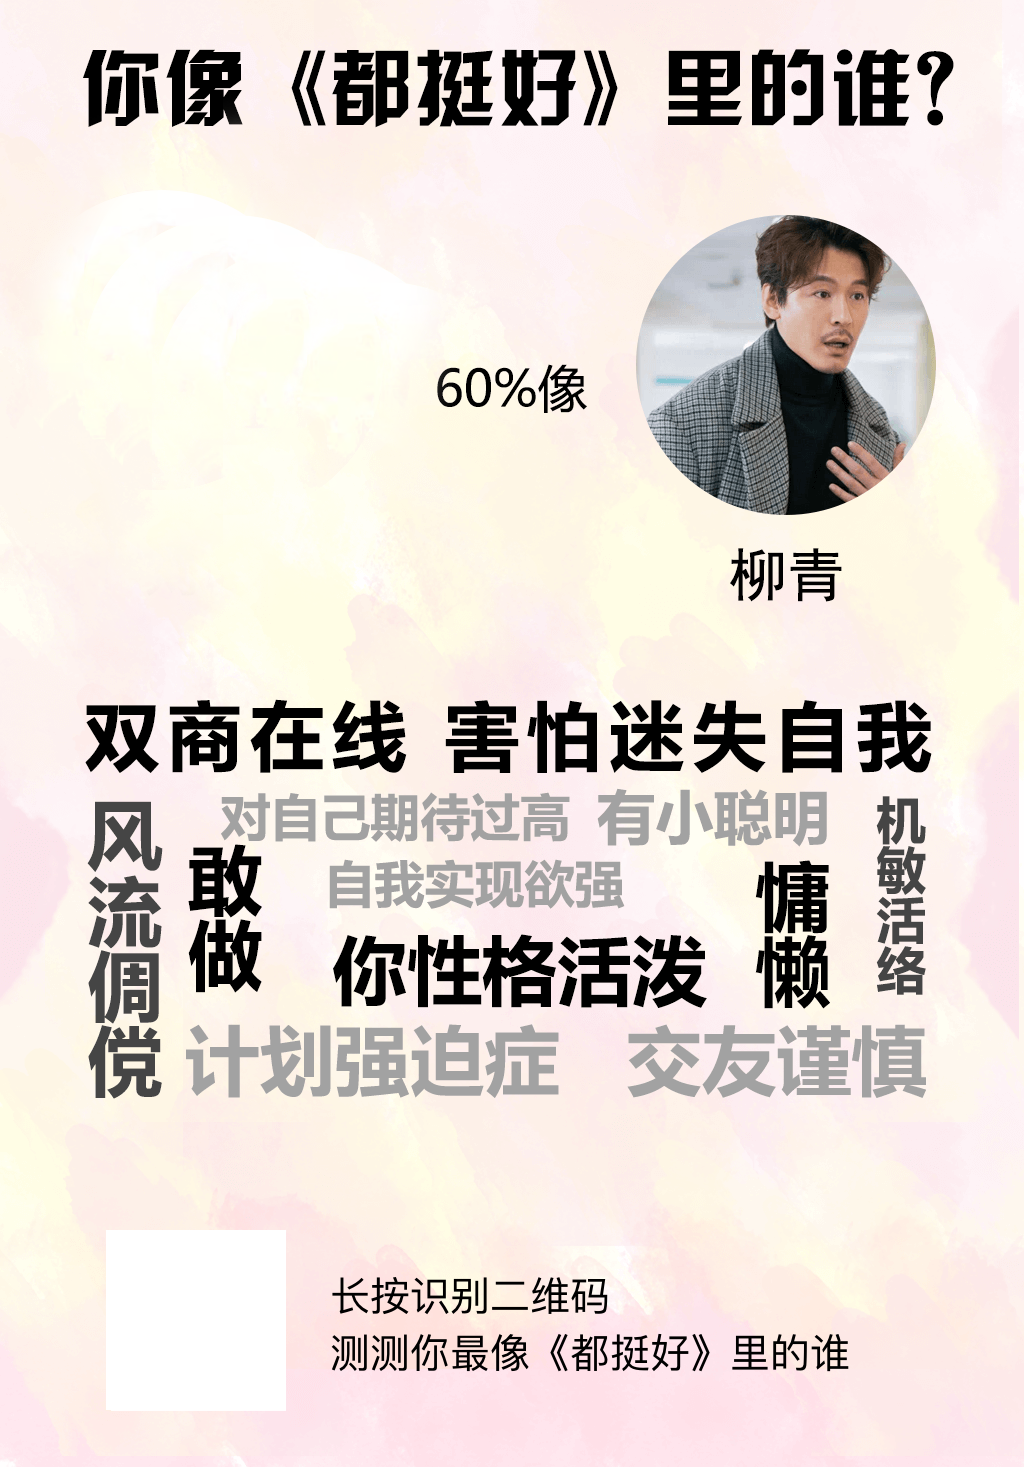 你像《都挺好》里的谁?
60%像
柳青
双商在线 害怕迷失自我
风流倜傥
对自己期待过高 有小聪明
机敏活络
敢做
自我实现欲强
慵懒
你性格活泼
计划强迫症 交友谨慎
长按识别二维码
测测你最像《都挺好》里的谁